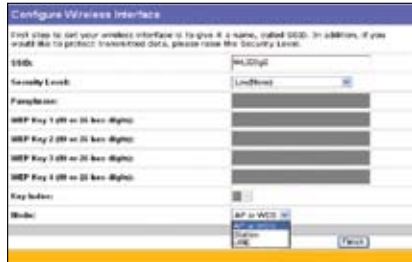 Configure Wireless Interface
First step to set your wireless interface is to give it a name, called SSID. In addition, if you
would like to protect transmitted data, please raise the Security Level.
SSID:
Security Level:
Passphrase:
WEP Key 1 (10 or 26 hex digits):
WEP Key 2 (10 or 26 hex digits):
WEP Key 3 (10 or 26 hex digits):
WEP Key 4 (10 or 26 hex digits):
Key Index:
Mode: AP or WDS
AP or WDS
Station